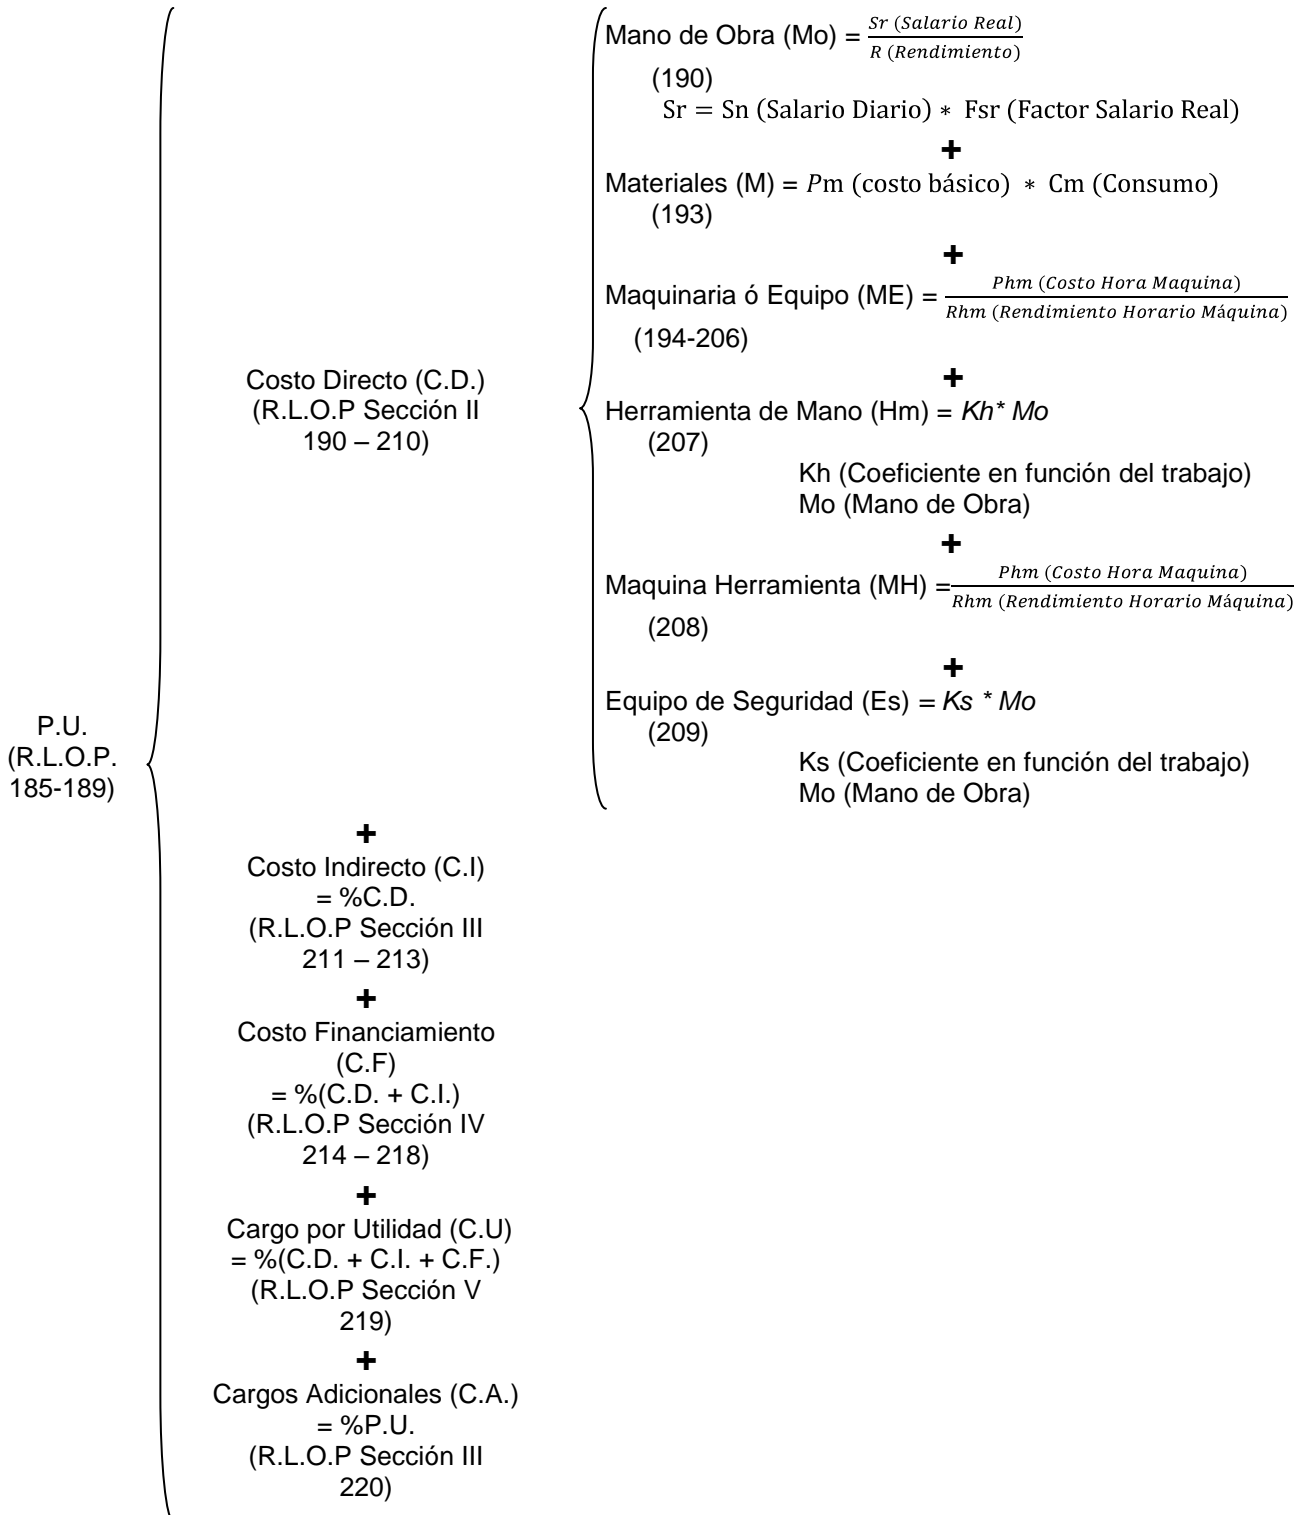 P.U.
(R.L.O.P.
185-189)
Costo Directo (C.D.)
(R.L.O.P Sección II
190 – 210)
Mano de Obra (Mo) = Sr (Salario Real) / R (Rendimiento)
(190)
Sr = Sn (Salario Diario) * Fsr (Factor Salario Real)
+
Materiales (M) = Pm (costo básico) * Cm (Consumo)
(193)
+
Maquinaria ó Equipo (ME) = Phm (Costo Hora Maquina) / Rhm (Rendimiento Horario Máquina)
(194-206)
+
Herramienta de Mano (Hm) = Kh* Mo
(207)
Kh (Coeficiente en función del trabajo)
Mo (Mano de Obra)
+
Maquina Herramienta (MH) = Phm (Costo Hora Maquina) / Rhm (Rendimiento Horario Máquina)
(208)
+
Equipo de Seguridad (Es) = Ks * Mo
(209)
Ks (Coeficiente en función del trabajo)
Mo (Mano de Obra)
+
Costo Indirecto (C.I)
= %C.D.
(R.L.O.P Sección III
211 – 213)
+
Costo Financiamiento
(C.F)
= %(C.D. + C.I.)
(R.L.O.P Sección IV
214 – 218)
+
Cargo por Utilidad (C.U)
= %(C.D. + C.I. + C.F.)
(R.L.O.P Sección V
219)
+
Cargos Adicionales (C.A.)
= %P.U.
(R.L.O.P Sección III
220)